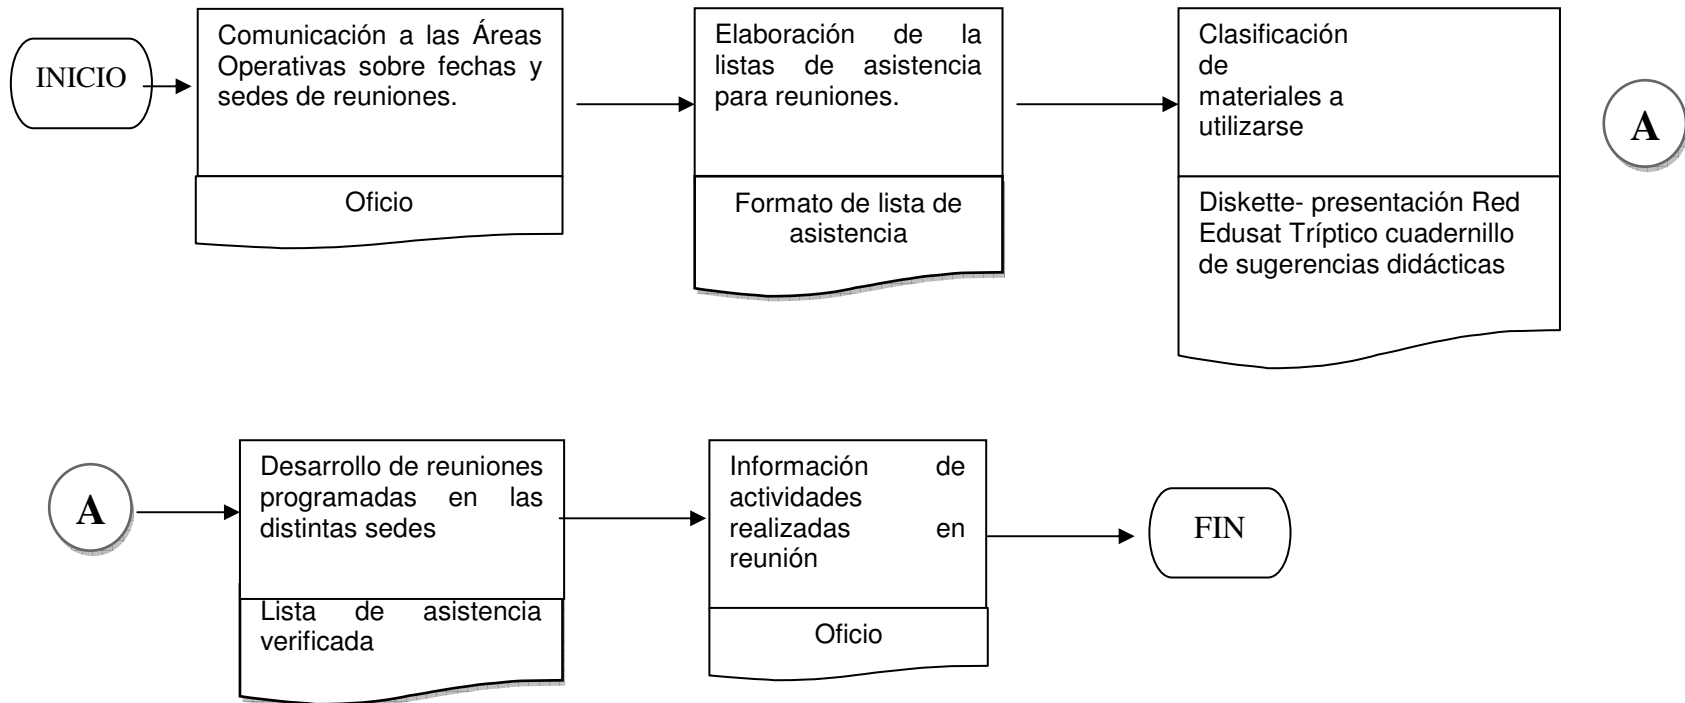 INICIO
Comunicación a las Áreas
Operativas sobre fechas y
sedes de reuniones.
Oficio
Elaboración de la
listas de asistencia
para reuniones.
Formato de lista de
asistencia
Clasificación
de
materiales a
utilizarse
Diskette- presentación Red
Edusat Tríptico cuadernillo
de sugerencias didácticas
A
A
Desarrollo de reuniones
programadas en las
distintas sedes
Lista de asistencia
verificada
Información de
actividades
realizadas en
reunión
Oficio
FIN